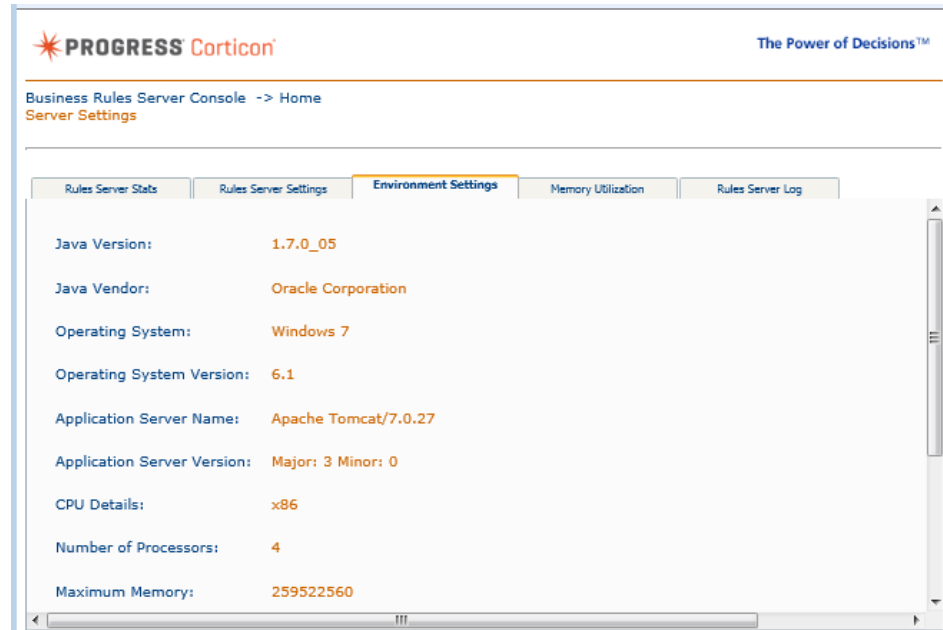 PROGRESS Corticon
The Power of Decisions™
Business Rules Server Console -> Home
Server Settings
Rules Server Stats
Rules Server Settings
Environment Settings
Memory Utilization
Rules Server Log
Java Version: 1.7.0_05
Java Vendor: Oracle Corporation
Operating System: Windows 7
Operating System Version: 6.1
Application Server Name: Apache Tomcat/7.0.27
Application Server Version: Major: 3 Minor: 0
CPU Details: x86
Number of Processors: 4
Maximum Memory: 259522560